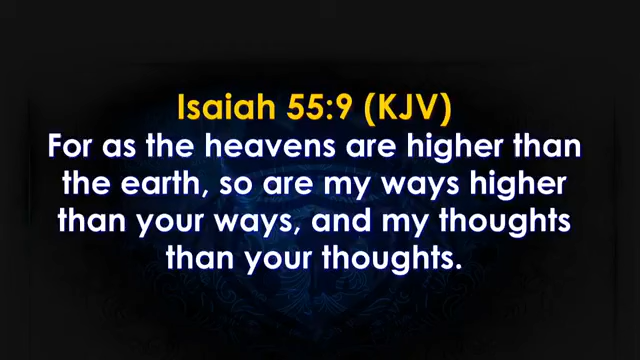 Isaiah 55:9 (KJV)
For as the heavens are higher than
the earth, so are my ways higher
than your ways, and my thoughts
than your thoughts.